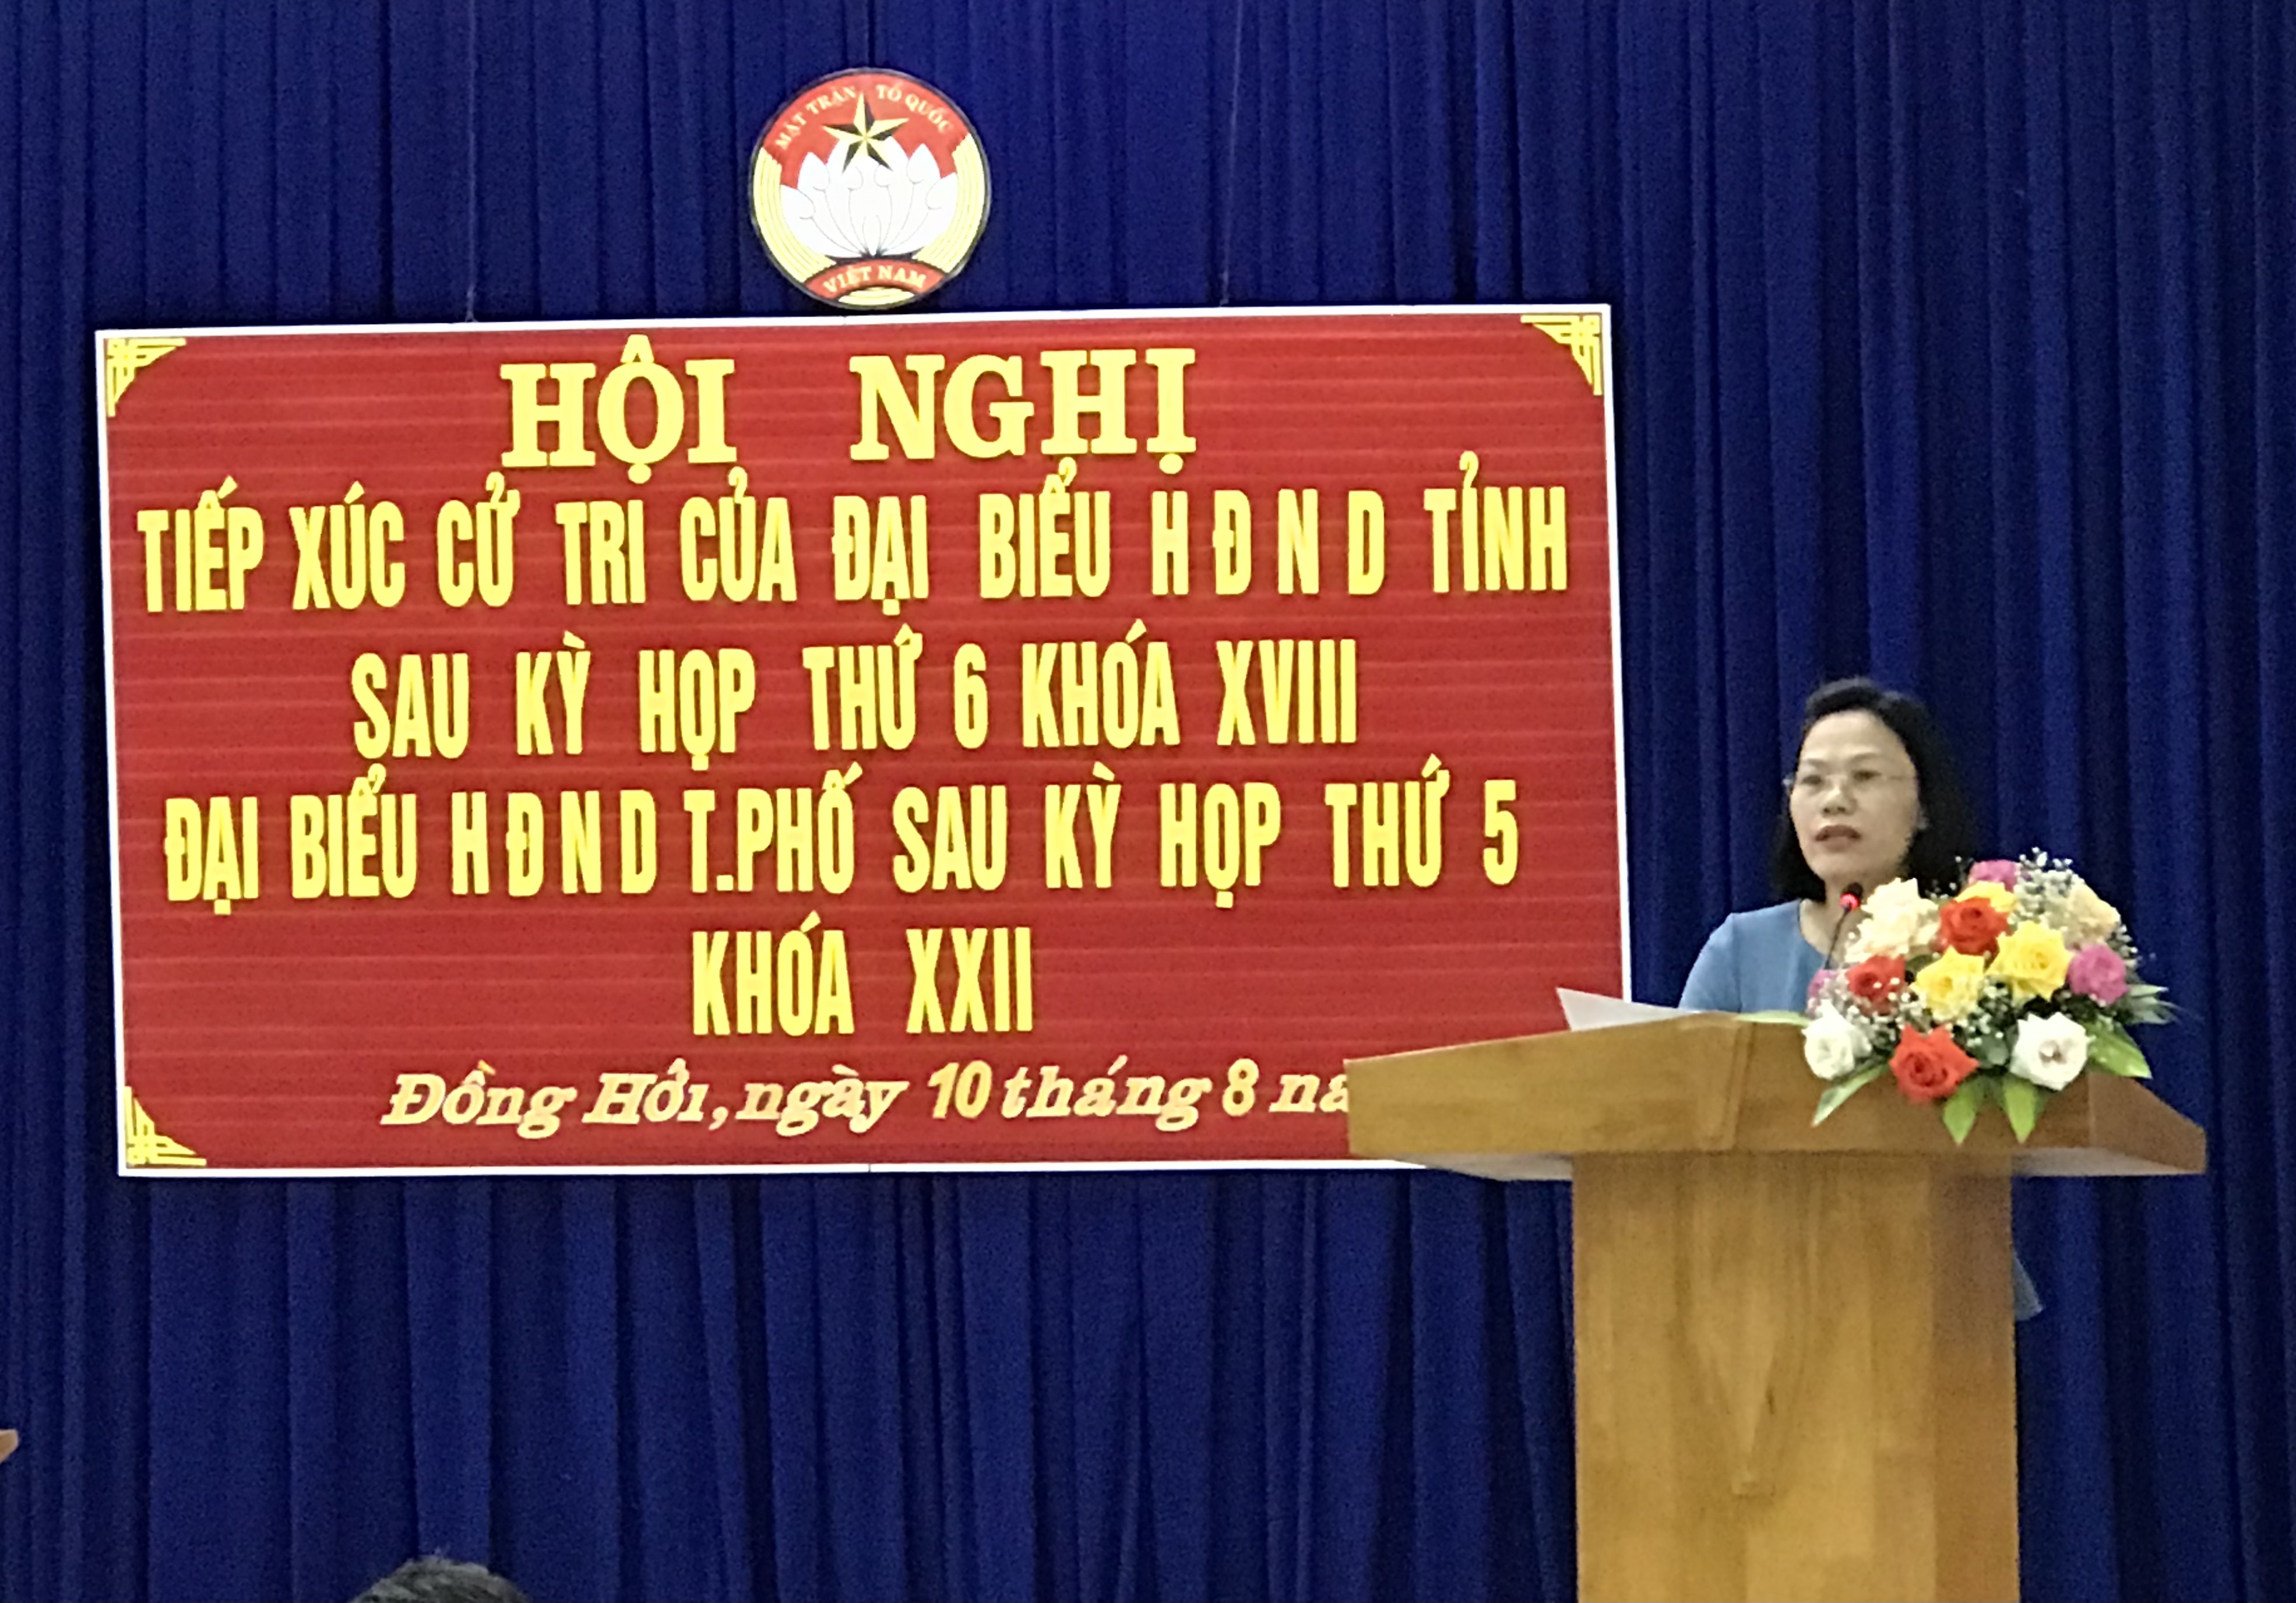 MẶT TRẬN TỔ QUỐC
VIỆT NAM
HỘI NGHỊ
TIẾP XÚC CỬ TRI CỦA ĐẠI BIỂU HĐND TỈNH
SAU KỲ HỌP THỨ 6 KHÓA XVIII
ĐẠI BIỂU HĐND T.PHỐ SAU KỲ HỌP THỨ 5
KHÓA XXII
Đồng Hới, ngày 10 tháng 8